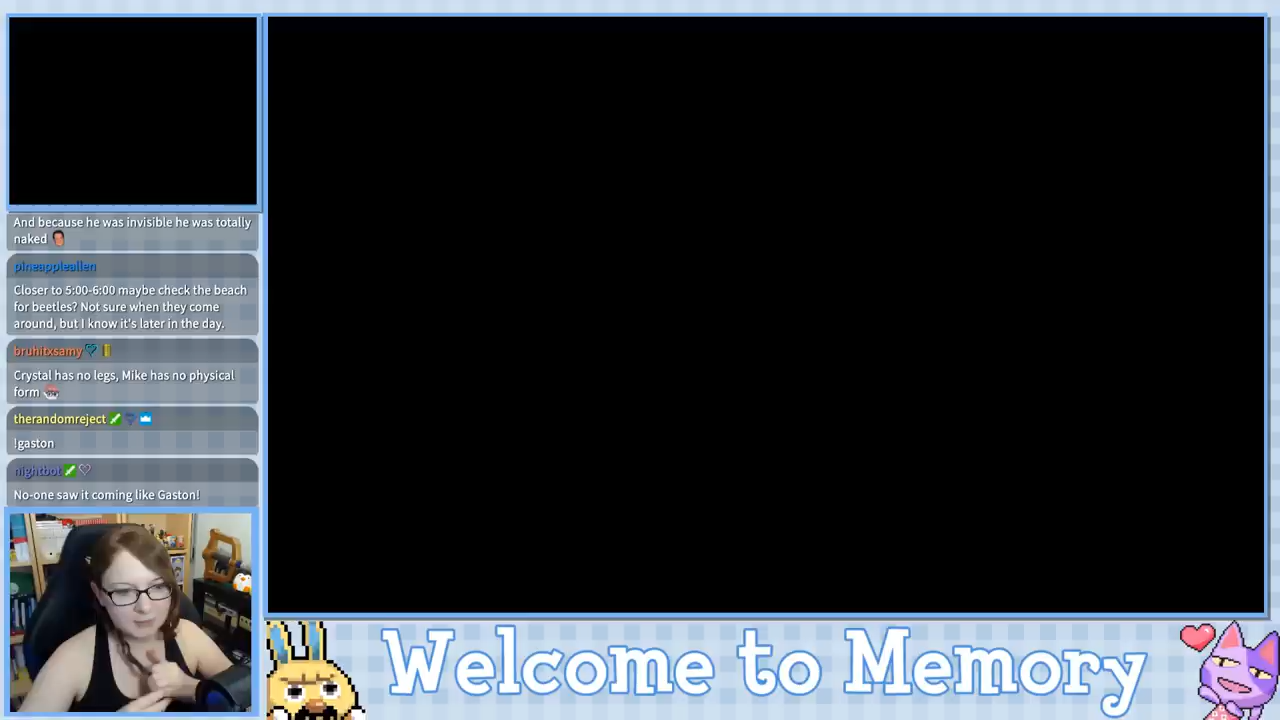 And because he was invisible he was totally
naked
pineappleallen
Closer to 5:00-6:00 maybe check the beach
for beetles? Not sure when they come
around, but I know it's later in the day.
bruhitxsamy
Crystal has no legs, Mike has no physical
form
therandomreject
!gaston
nightbot
No-one saw it coming like Gaston!
Welcome to Memory